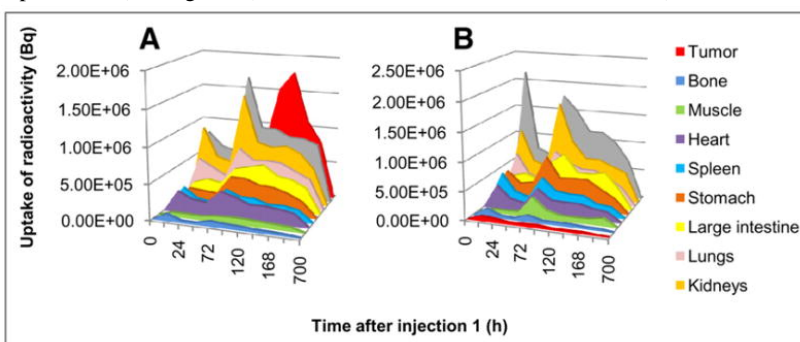 A
B
Uptake of radioactivity (Bq)
2.00E+06
1.50E+06
1.00E+06
5.00E+05
0.00E+00
0
24
72
120
168
700
2.50E+06
2.00E+06
1.50E+06
1.00E+06
5.00E+05
0.00E+00
0
24
72
120
168
700
Tumor
Bone
Muscle
Heart
Spleen
Stomach
Large intestine
Lungs
Kidneys
Time after injection 1 (h)